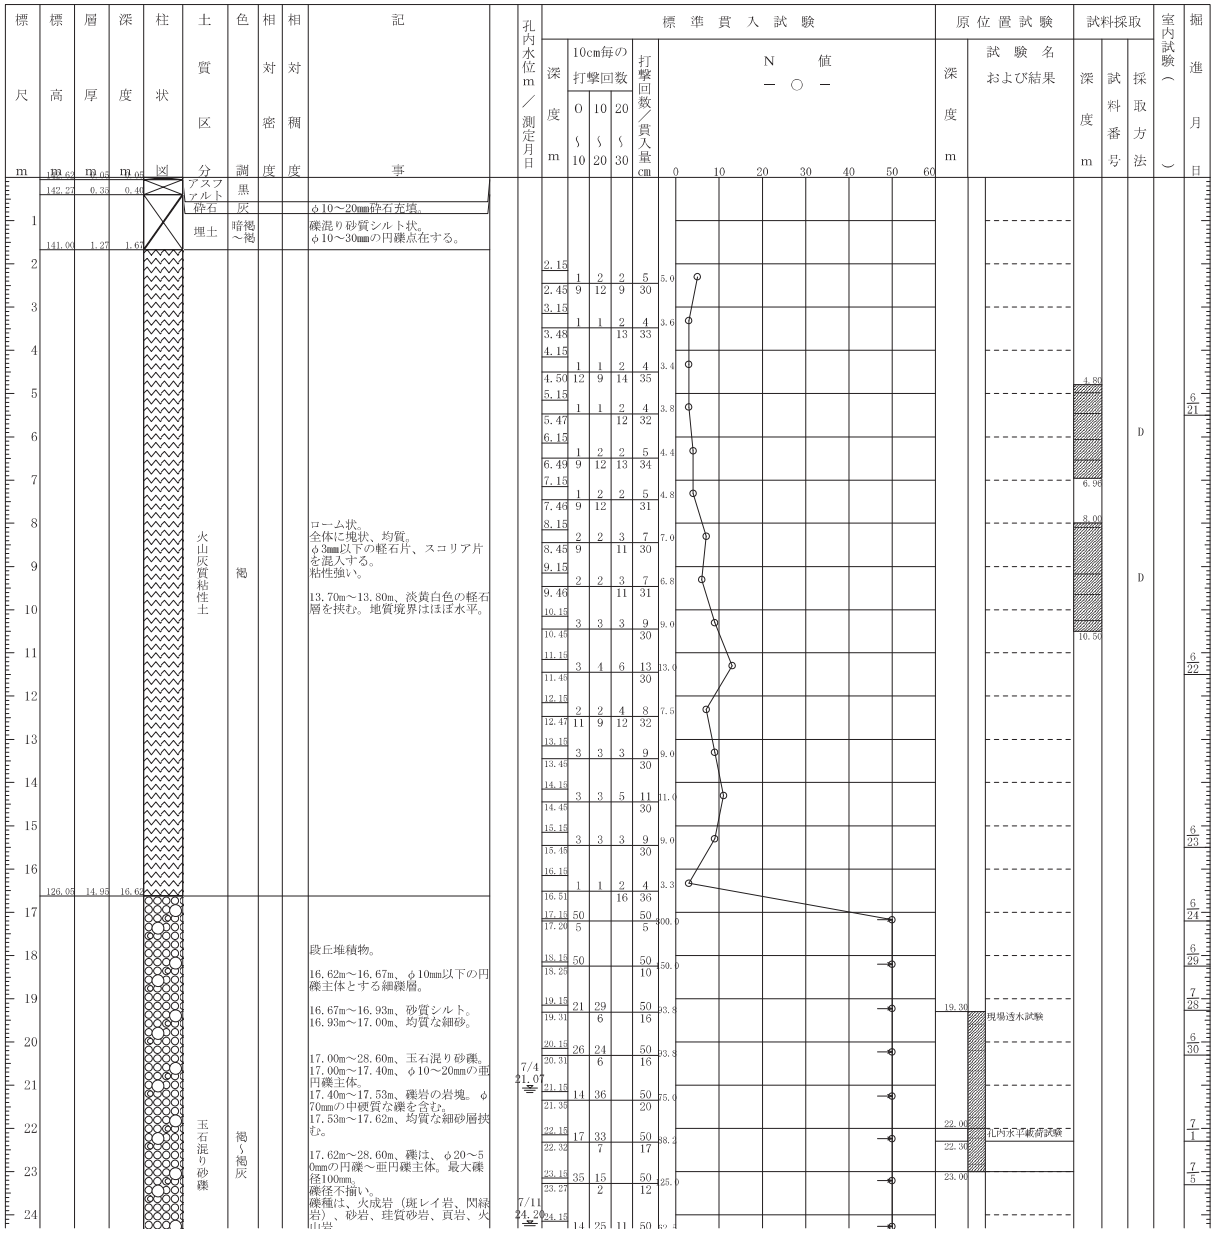 標尺 m
標高 m
層厚 m
深度 m
柱状図
土質区分
色調
相対密度
相対稠度
記事
孔内水位m／測定月日
標準貫入試験
深度 m
10cm毎の
打撃回数
0 10 20
〜 〜 〜
10 20 30
打撃回数／貫入量 cm
N 値
0 10 20 30 40 50 60
原位置試験
深度 m
試験名
および結果
試料採取
深度 m
試料番号
採取方法
室内試験（ ）
掘進月日
142.27 0.35 0.40
141.00 1.27 1.67
126.05 14.95 16.62
アスファルト 黒
砕石 灰 φ10〜20mm砕石充填。
埋土 暗褐〜褐
礫混り砂質シルト状。
φ10〜30mmの円礫点在する。
火山灰質粘性土 褐
ローム状。
全体に塊状、均質。
φ3mm以下の軽石片、スコリア片
を混入する。
粘性強い。
13.70m〜13.80m、淡黄白色の軽石
層を挟む。地質境界はほぼ水平。
玉石混り砂礫 褐〜褐灰
段丘堆積物。
16.62m〜16.67m、φ10mm以下の円
礫主体とする細礫層。
16.67m〜16.93m、砂質シルト。
16.93m〜17.00m、均質な細砂。
17.00m〜28.60m、玉石混り砂礫。
17.00m〜17.40m、φ10〜20mmの亜
円礫主体。
17.40m〜17.53m、礫岩の岩塊。φ
70mmの中硬質な礫を含む。
17.53m〜17.62m、均質な細砂層挟
む。
17.62m〜28.60m、礫は、φ20〜5
0mmの円礫〜亜円礫主体。最大礫
径100mm。
礫径不揃い。
礫種は、火成岩（斑レイ岩、閃緑
岩）、砂岩、珪質砂岩、頁岩、火
山岩
1
2
3
4
5
6
7
8
9
10
11
12
13
14
15
16
17
18
19
20
21
22
23
24
7/4
21.07
7/11
24.20
2.15
1 2 2 5 5.0
2.45 9 12 9 30
3.15
1 1 2 4 3.6
3.48 13 33
4.15
1 1 2 4 3.4
4.50 12 9 14 35
5.15
1 1 2 4 3.8
5.47 12 32
6.15
1 2 2 5 4.4
6.49 9 12 13 34
7.15
1 2 2 5 4.8
7.46 9 12 31
8.15
2 2 3 7 7.0
8.45 9 11 30
9.15
2 2 3 7 6.8
9.46 11 31
10.15
3 3 3 9 9.0
10.45 30
11.15
3 4 6 13 13.0
11.45 30
12.15
2 2 4 8 7.5
12.47 11 9 12 32
13.15
3 3 3 9 9.0
13.45 30
14.15
3 3 5 11 11.0
14.45 30
15.15
3 3 3 9 9.0
15.45 30
16.15
1 1 2 4 3.3
16.51 16 36
17.15 50 50 300.0
17.20 5 5
18.15 50 50 150.0
18.25 10
19.15 21 29 50 93.8
19.31 6 16
20.15 26 24 50 93.8
20.31 6 16
21.15 14 36 50 75.0
21.35 20
22.15 17 33 50 88.2
22.32 7 17
23.15 35 15 50 125.0
23.27 2 12
24.15 14 25 11 50
19.30
現場透水試験
22.00
孔内水平載荷試験
22.30
23.00
4.80
D
6.96
8.00
D
10.50
6/21
6/22
6/23
6/24
6/29
7/28
6/30
7/1
7/5